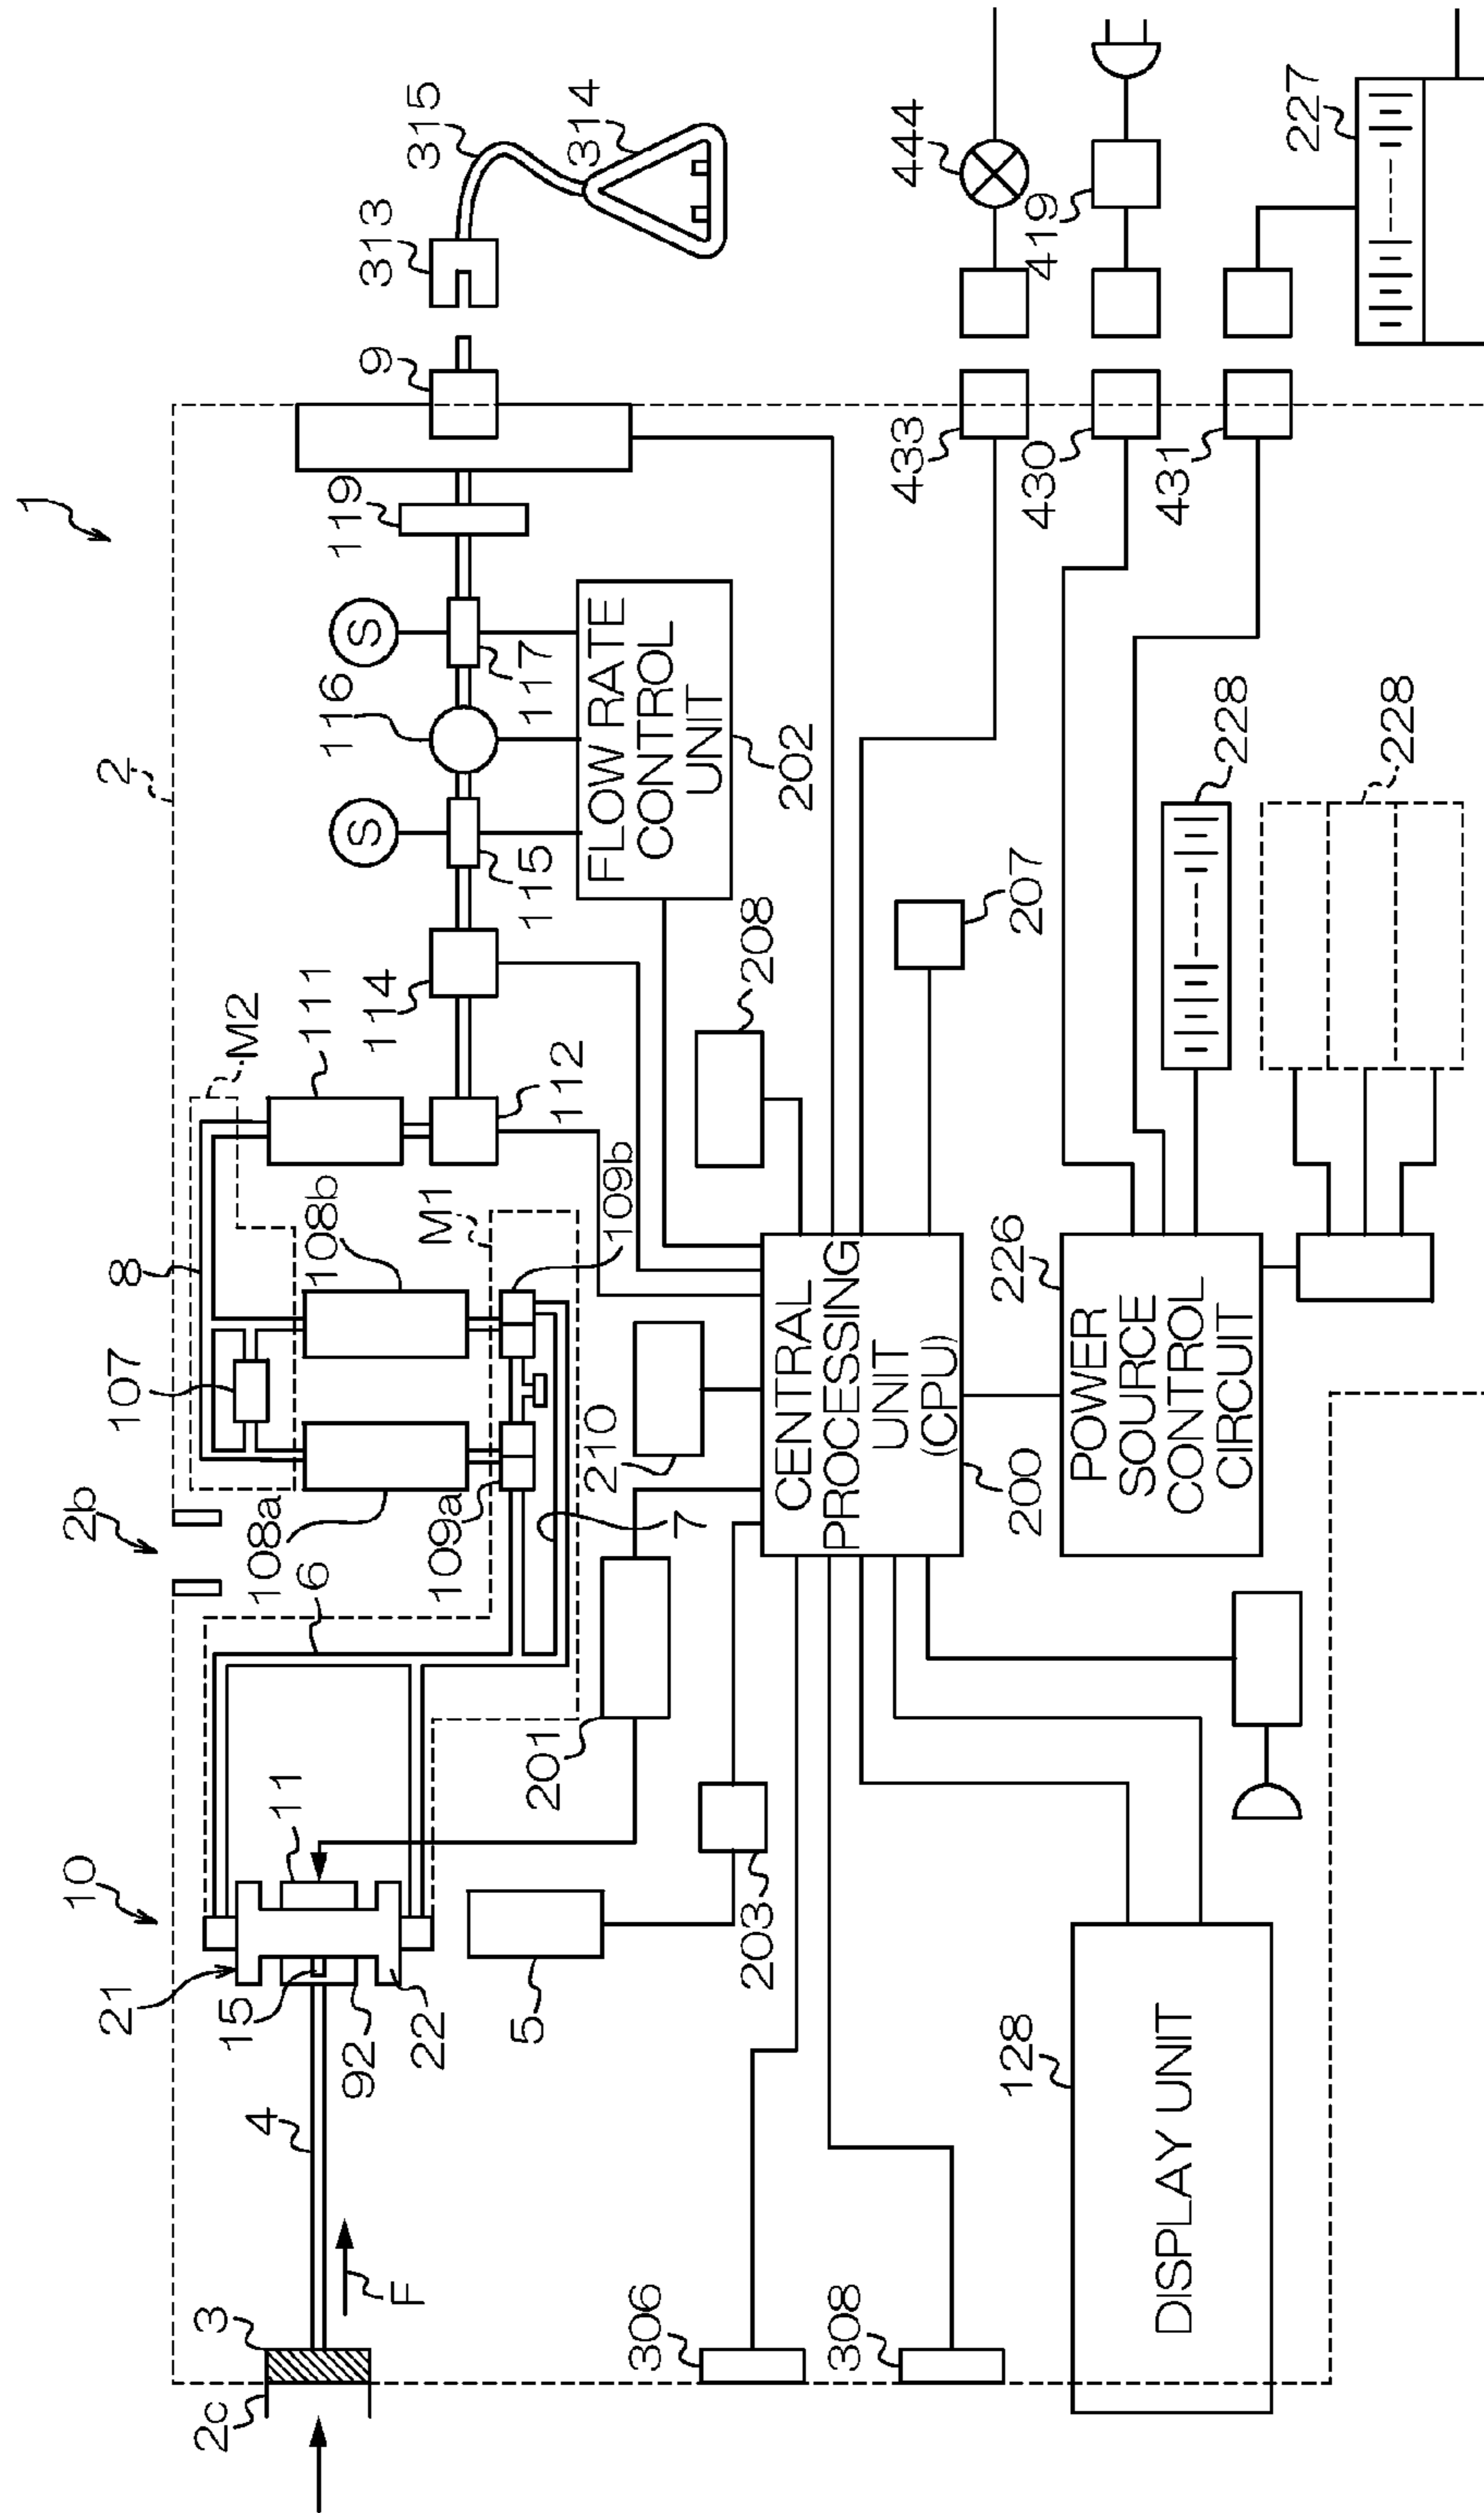 1
2
2b
10
21
15
92
22
11
4
F
3
2c
6
7
8
107
108a
108b
109a
109b
M1
M2
111
112
114
115
116
117
S
S
119
9
313
315
314
5
203
201
210
208
207
FLOW RATE
CONTROL
UNIT
202
CENTRAL
PROCESSING
UNIT
(CPU)
200
POWER
SOURCE
CONTROL
CIRCUIT
226
228
228
227
433
430
431
444
419
306
308
128
DISPLAY UNIT